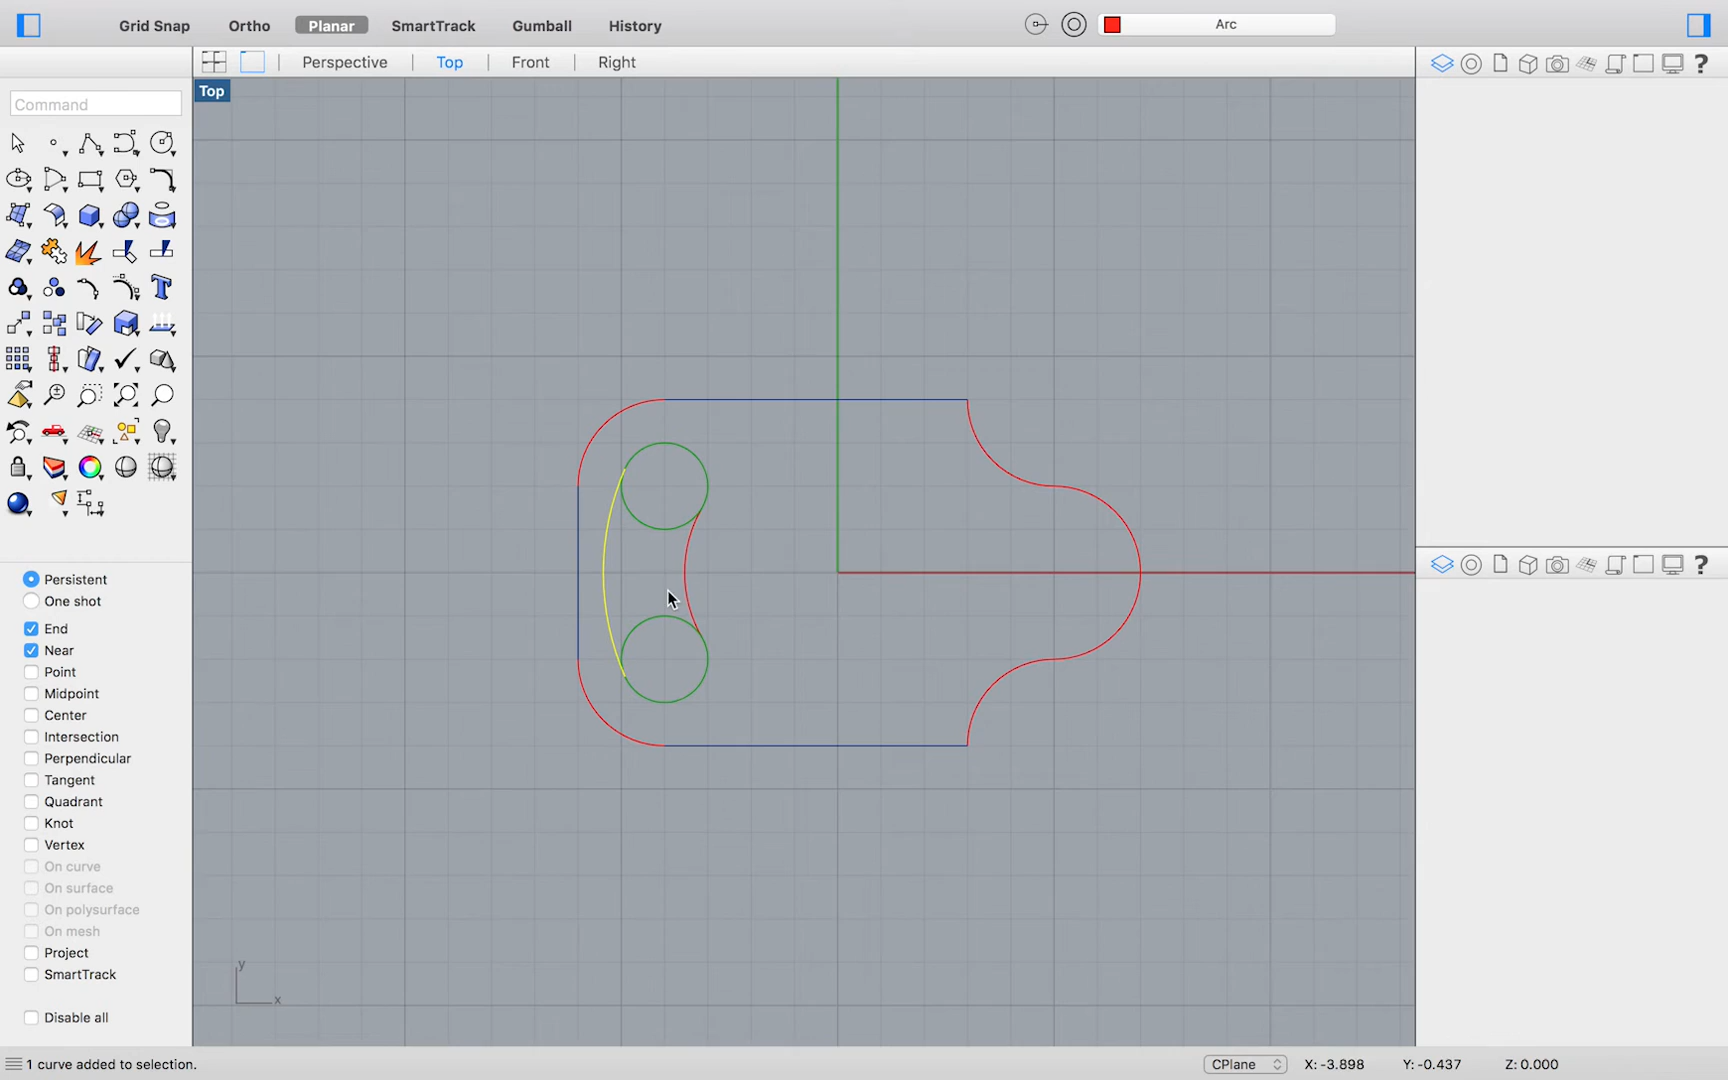 Grid Snap Ortho Planar SmartTrack Gumball History Arc
Perspective Top Front Right
Top
Command
Persistent
One shot
End
Near
Point
Midpoint
Center
Intersection
Perpendicular
Tangent
Quadrant
Knot
Vertex
On curve
On surface
On polysurface
On mesh
Project
SmartTrack
Disable all
y
x
1 curve added to selection. CPlane X: -3.898 Y: -0.437 Z: 0.000